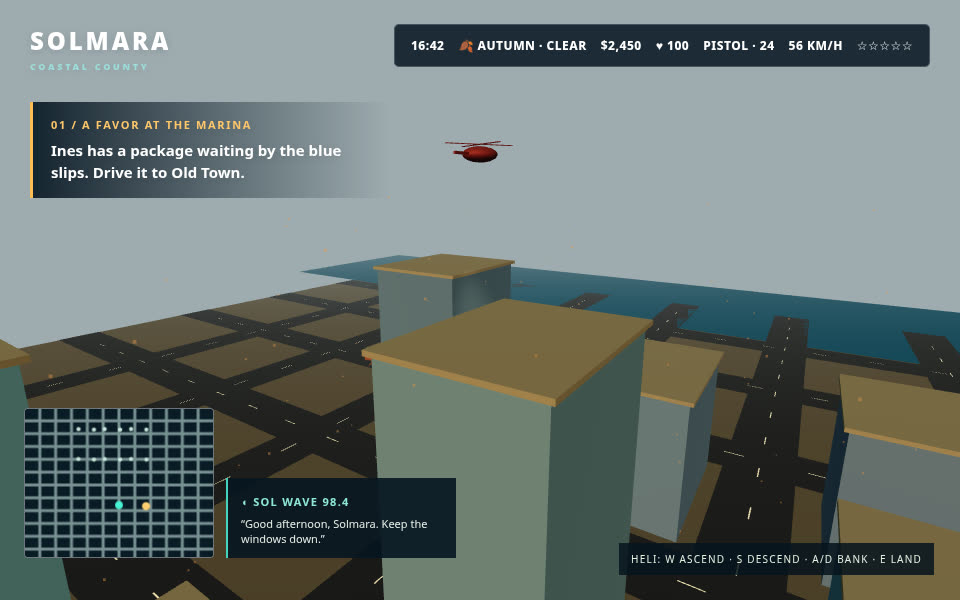 SOLMARA
COASTAL COUNTY
16:42 🍂 AUTUMN · CLEAR $2,450 ♥ 100 PISTOL · 24 56 KM/H ☆☆☆☆☆
01 / A FAVOR AT THE MARINA
Ines has a package waiting by the blue
slips. Drive it to Old Town.
SOL WAVE 98.4
“Good afternoon, Solmara. Keep the
windows down.”
HELI: W ASCEND · S DESCEND · A/D BANK · E LAND